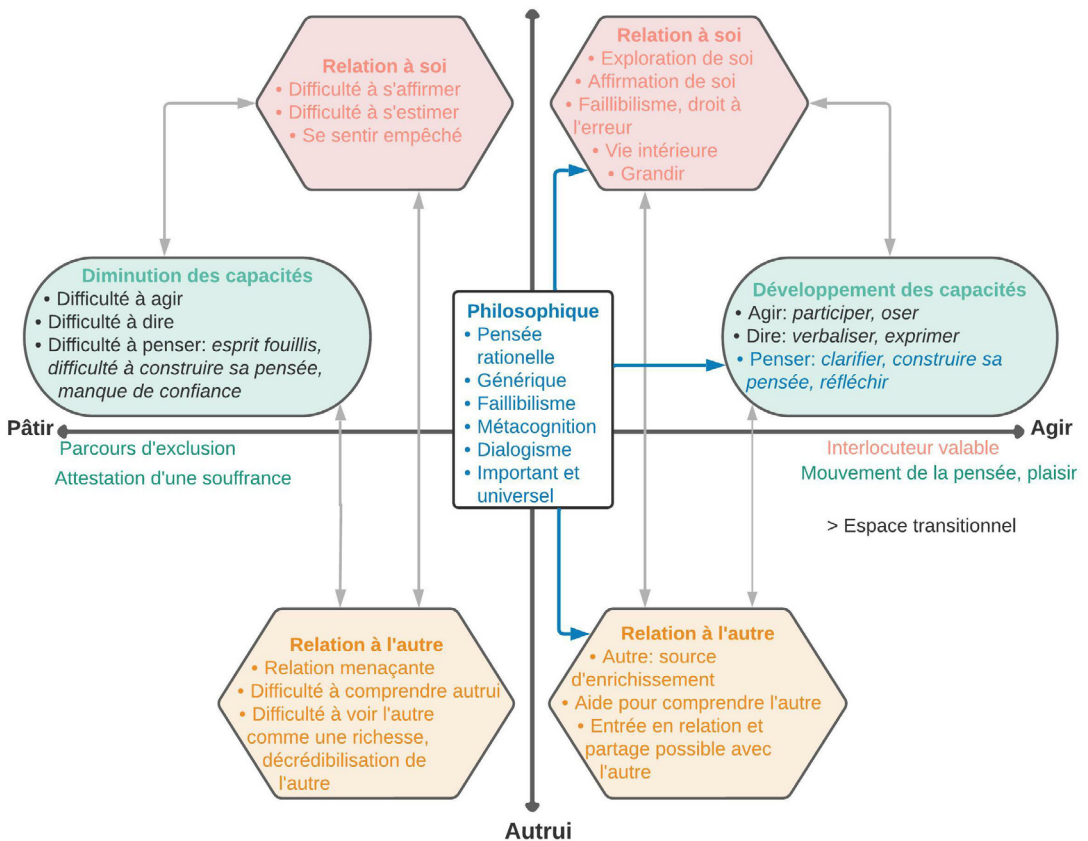 Relation à soi
• Difficulté à s'affirmer
• Difficulté à s'estimer
• Se sentir empêché
Relation à soi
• Exploration de soi
• Affirmation de soi
• Faillibilisme, droit à
l'erreur
• Vie intérieure
• Grandir
Diminution des capacités
• Difficulté à agir
• Difficulté à dire
• Difficulté à penser: esprit fouillis,
difficulté à construire sa pensée,
manque de confiance
Philosophique
• Pensée
rationelle
• Générique
• Faillibilisme
• Métacognition
• Dialogisme
• Important et
universel
Développement des capacités
• Agir: participer, oser
• Dire: verbaliser, exprimer
• Penser: clarifier, construire sa
pensée, réfléchir
Pâtir
Agir
Parcours d'exclusion
Attestation d'une souffrance
Interlocuteur valable
Mouvement de la pensée, plaisir
> Espace transitionnel
Relation à l'autre
• Relation menaçante
• Difficulté à comprendre autrui
• Difficulté à voir l'autre
comme une richesse,
décrédibilisation de
l'autre
Relation à l'autre
• Autre: source
d'enrichissement
• Aide pour comprendre l'autre
• Entrée en relation et
partage possible avec
l'autre
Autrui